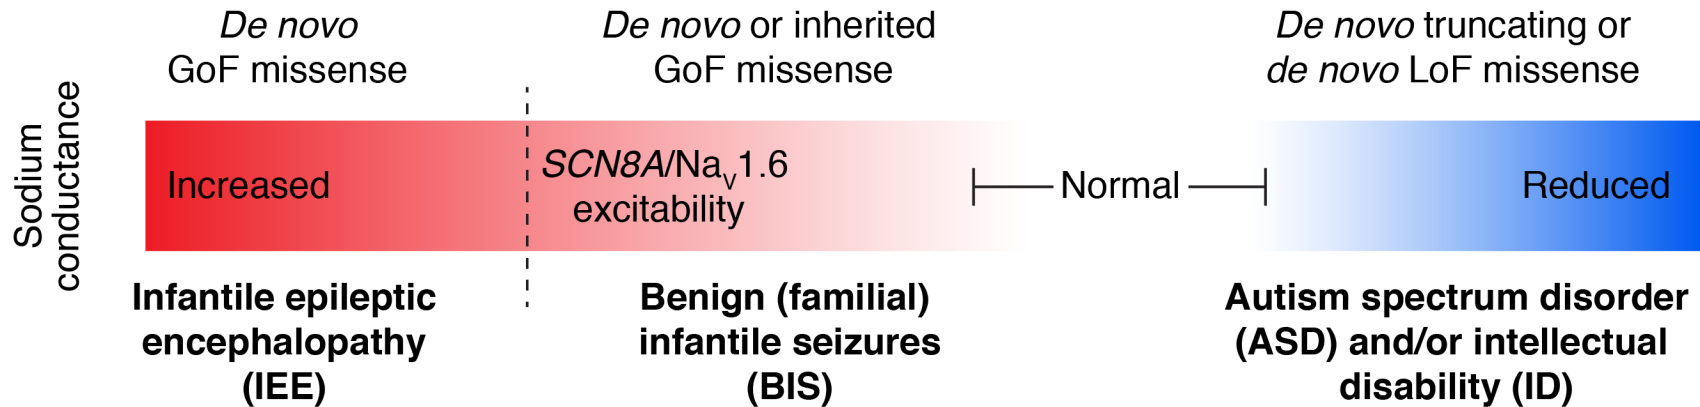 De novo
GoF missense
De novo or inherited
GoF missense
De novo truncating or
de novo LoF missense
Sodium
conductance
Increased
SCN8A/NaV1.6
excitability
Normal
Reduced
Infantile epileptic
encephalopathy
(IEE)
Benign (familial)
infantile seizures
(BIS)
Autism spectrum disorder
(ASD) and/or intellectual
disability (ID)